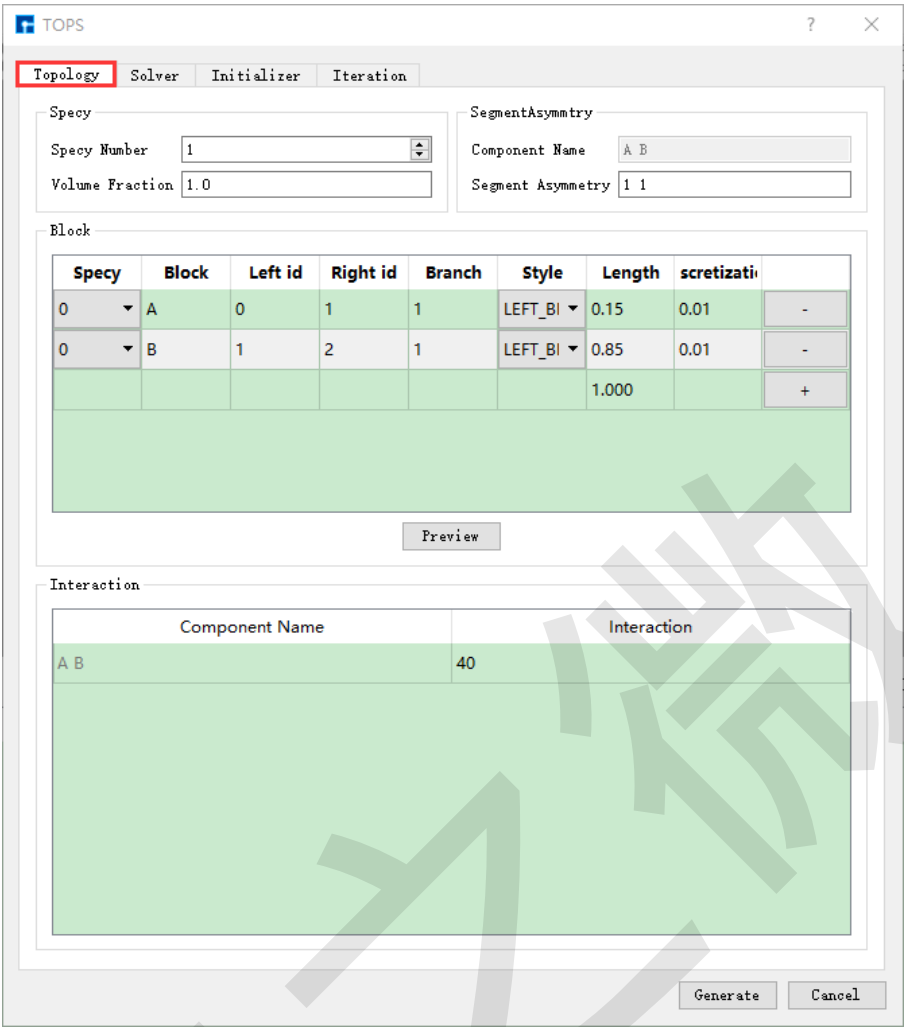 TOPS ?
Topology Solver Initializer Iteration
Specy
Specy Number 1
Volume Fraction 1.0
SegmentAsymmtry
Component Name A B
Segment Asymmetry 1 1
Block
Specy Block Left id Right id Branch Style Length scretizatio
0 A 0 1 1 LEFT_BI 0.15 0.01 -
0 B 1 2 1 LEFT_BI 0.85 0.01 -
1.000 +
Preview
Interaction
Component Name Interaction
A B 40
Generate Cancel
之微